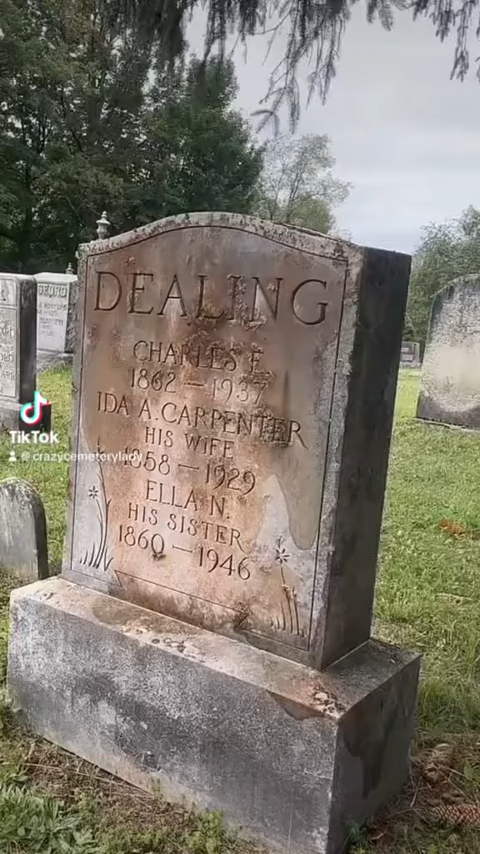 DEALING
CHARLES F.
1862 — 1937
IDA A. CARPENTER
HIS WIFE
1858 — 1929
ELLA N.
HIS SISTER
1860 — 1946
TikTok
@crazycemeterylady